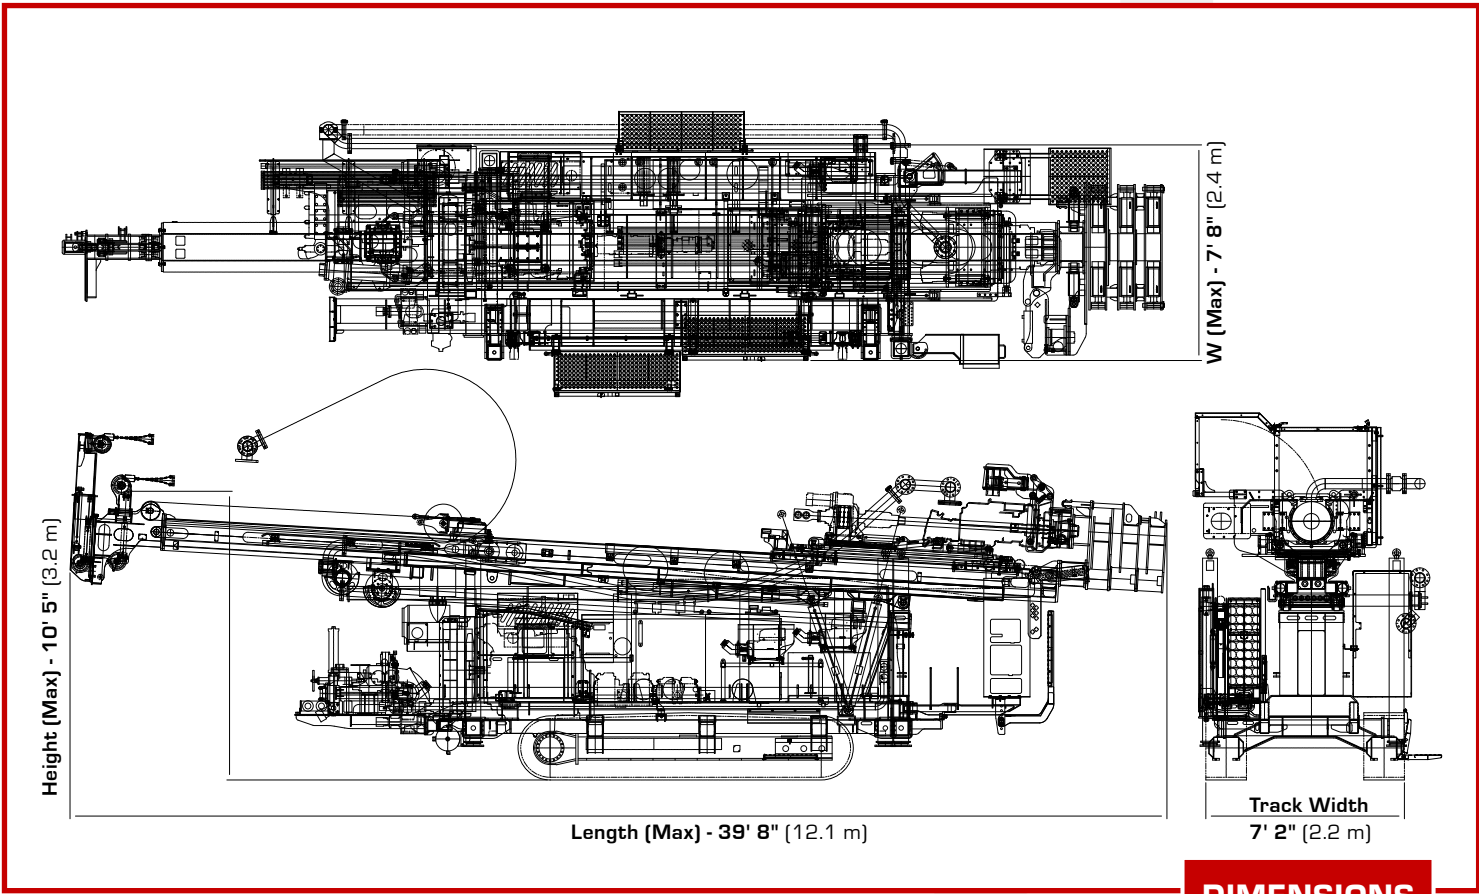 W (Max) - 7' 8" (2.4 m)
Height (Max) - 10' 5" (3.2 m)
Length (Max) - 39' 8" (12.1 m)
Track Width
7' 2" (2.2 m)
DIMENSIONS